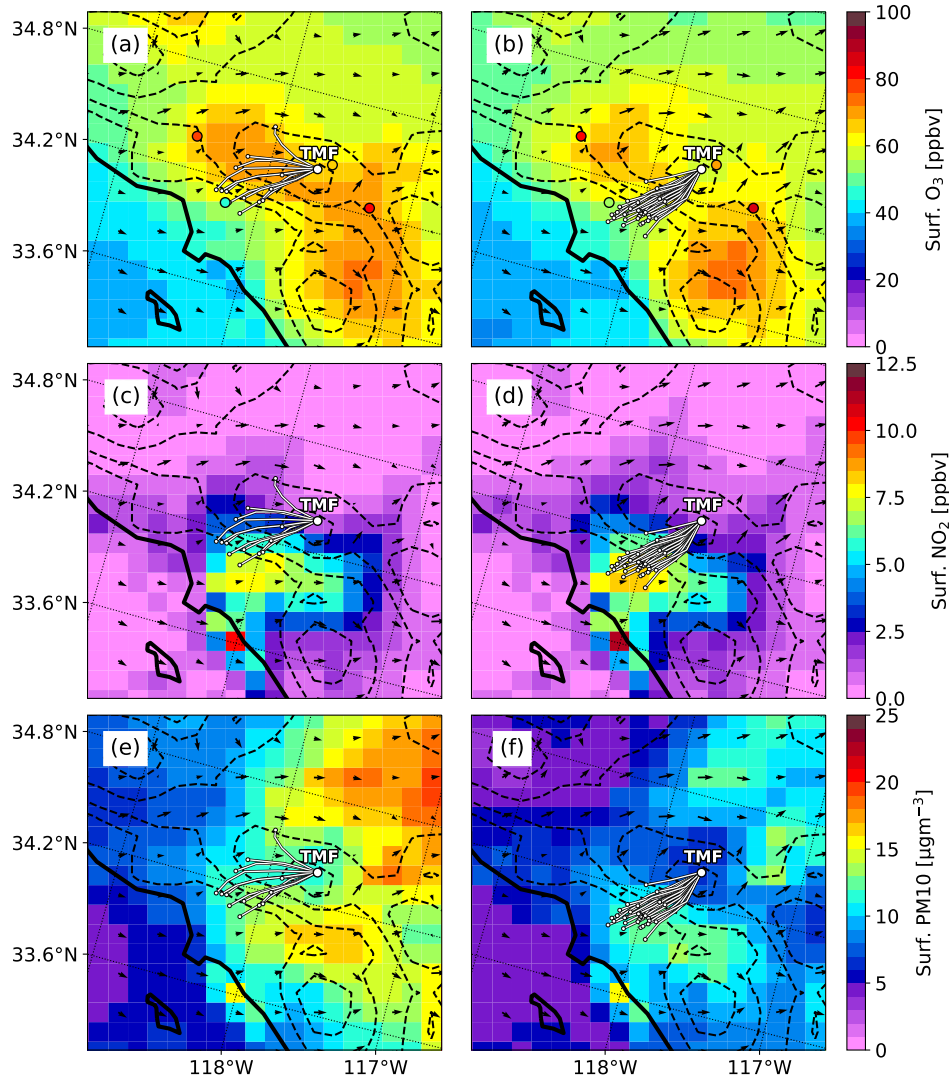 34.8°N
(a)
TMF
34.2°N
33.6°N
(b)
TMF
100
80
60
40
20
0
Surf. O₃ [ppbv]
34.8°N
(c)
TMF
34.2°N
33.6°N
(d)
TMF
12.5
10.0
7.5
5.0
2.5
0.0
Surf. NO₂ [ppbv]
34.8°N
(e)
TMF
34.2°N
33.6°N
118°W
117°W
(f)
TMF
118°W
117°W
25
20
15
10
5
0
Surf. PM10 [µgm⁻³]